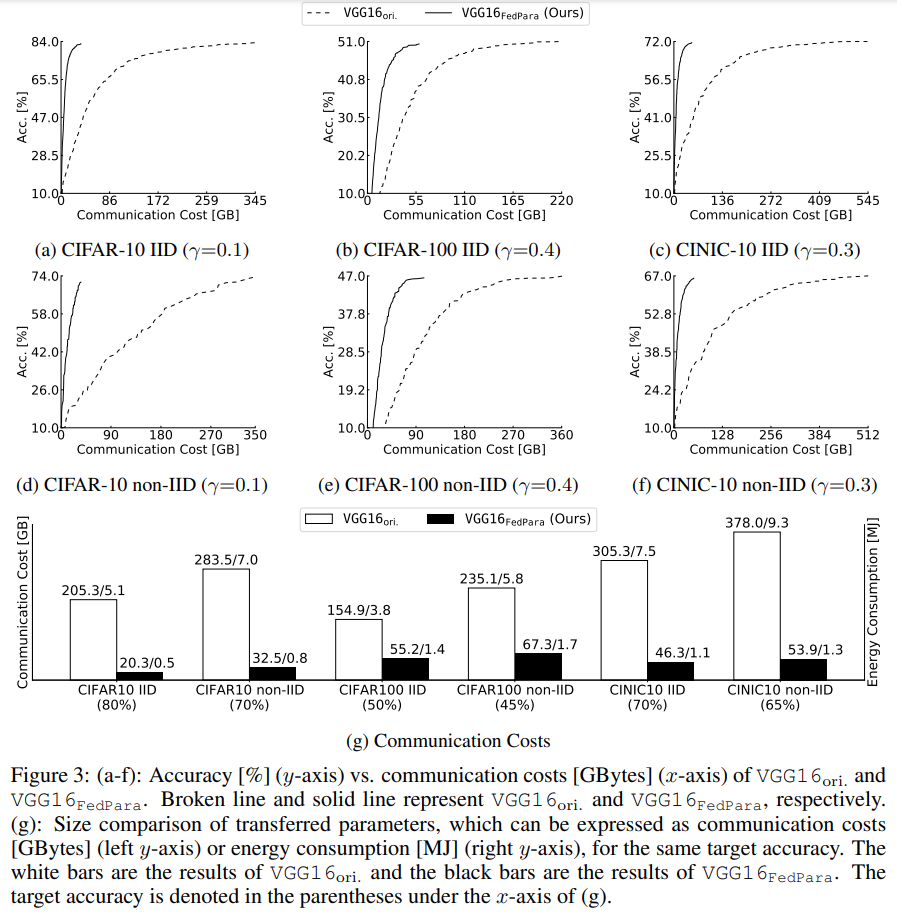 VGG16ori. VGG16FedPara (Ours)
84.0 65.5 47.0 28.5 10.0
Acc. [%]
0 86 172 259 345
Communication Cost [GB]
(a) CIFAR-10 IID (γ=0.1)
51.0 40.8 30.5 20.2 10.0
Acc. [%]
0 55 110 165 220
Communication Cost [GB]
(b) CIFAR-100 IID (γ=0.4)
72.0 56.5 41.0 25.5 10.0
Acc. [%]
0 136 272 409 545
Communication Cost [GB]
(c) CINIC-10 IID (γ=0.3)
74.0 58.0 42.0 26.0 10.0
Acc. [%]
0 90 180 270 350
Communication Cost [GB]
(d) CIFAR-10 non-IID (γ=0.1)
47.0 37.8 28.5 19.2 10.0
Acc. [%]
0 90 180 270 360
Communication Cost [GB]
(e) CIFAR-100 non-IID (γ=0.4)
67.0 52.8 38.5 24.2 10.0
Acc. [%]
0 128 256 384 512
Communication Cost [GB]
(f) CINIC-10 non-IID (γ=0.3)
VGG16ori. VGG16FedPara (Ours)
Communication Cost [GB]
205.3/5.1 20.3/0.5
283.5/7.0 32.5/0.8
154.9/3.8 55.2/1.4
235.1/5.8 67.3/1.7
305.3/7.5 46.3/1.1
378.0/9.3 53.9/1.3
Energy Consumption [MJ]
CIFAR10 IID CIFAR10 non-IID CIFAR100 IID CIFAR100 non-IID CINIC10 IID CINIC10 non-IID
(80%) (70%) (50%) (45%) (70%) (65%)
(g) Communication Costs
Figure 3: (a-f): Accuracy [%] (y-axis) vs. communication costs [GBytes] (x-axis) of VGG16ori. and
VGG16FedPara. Broken line and solid line represent VGG16ori. and VGG16FedPara, respectively.
(g): Size comparison of transferred parameters, which can be expressed as communication costs
[GBytes] (left y-axis) or energy consumption [MJ] (right y-axis), for the same target accuracy. The
white bars are the results of VGG16ori. and the black bars are the results of VGG16FedPara. The
target accuracy is denoted in the parentheses under the x-axis of (g).